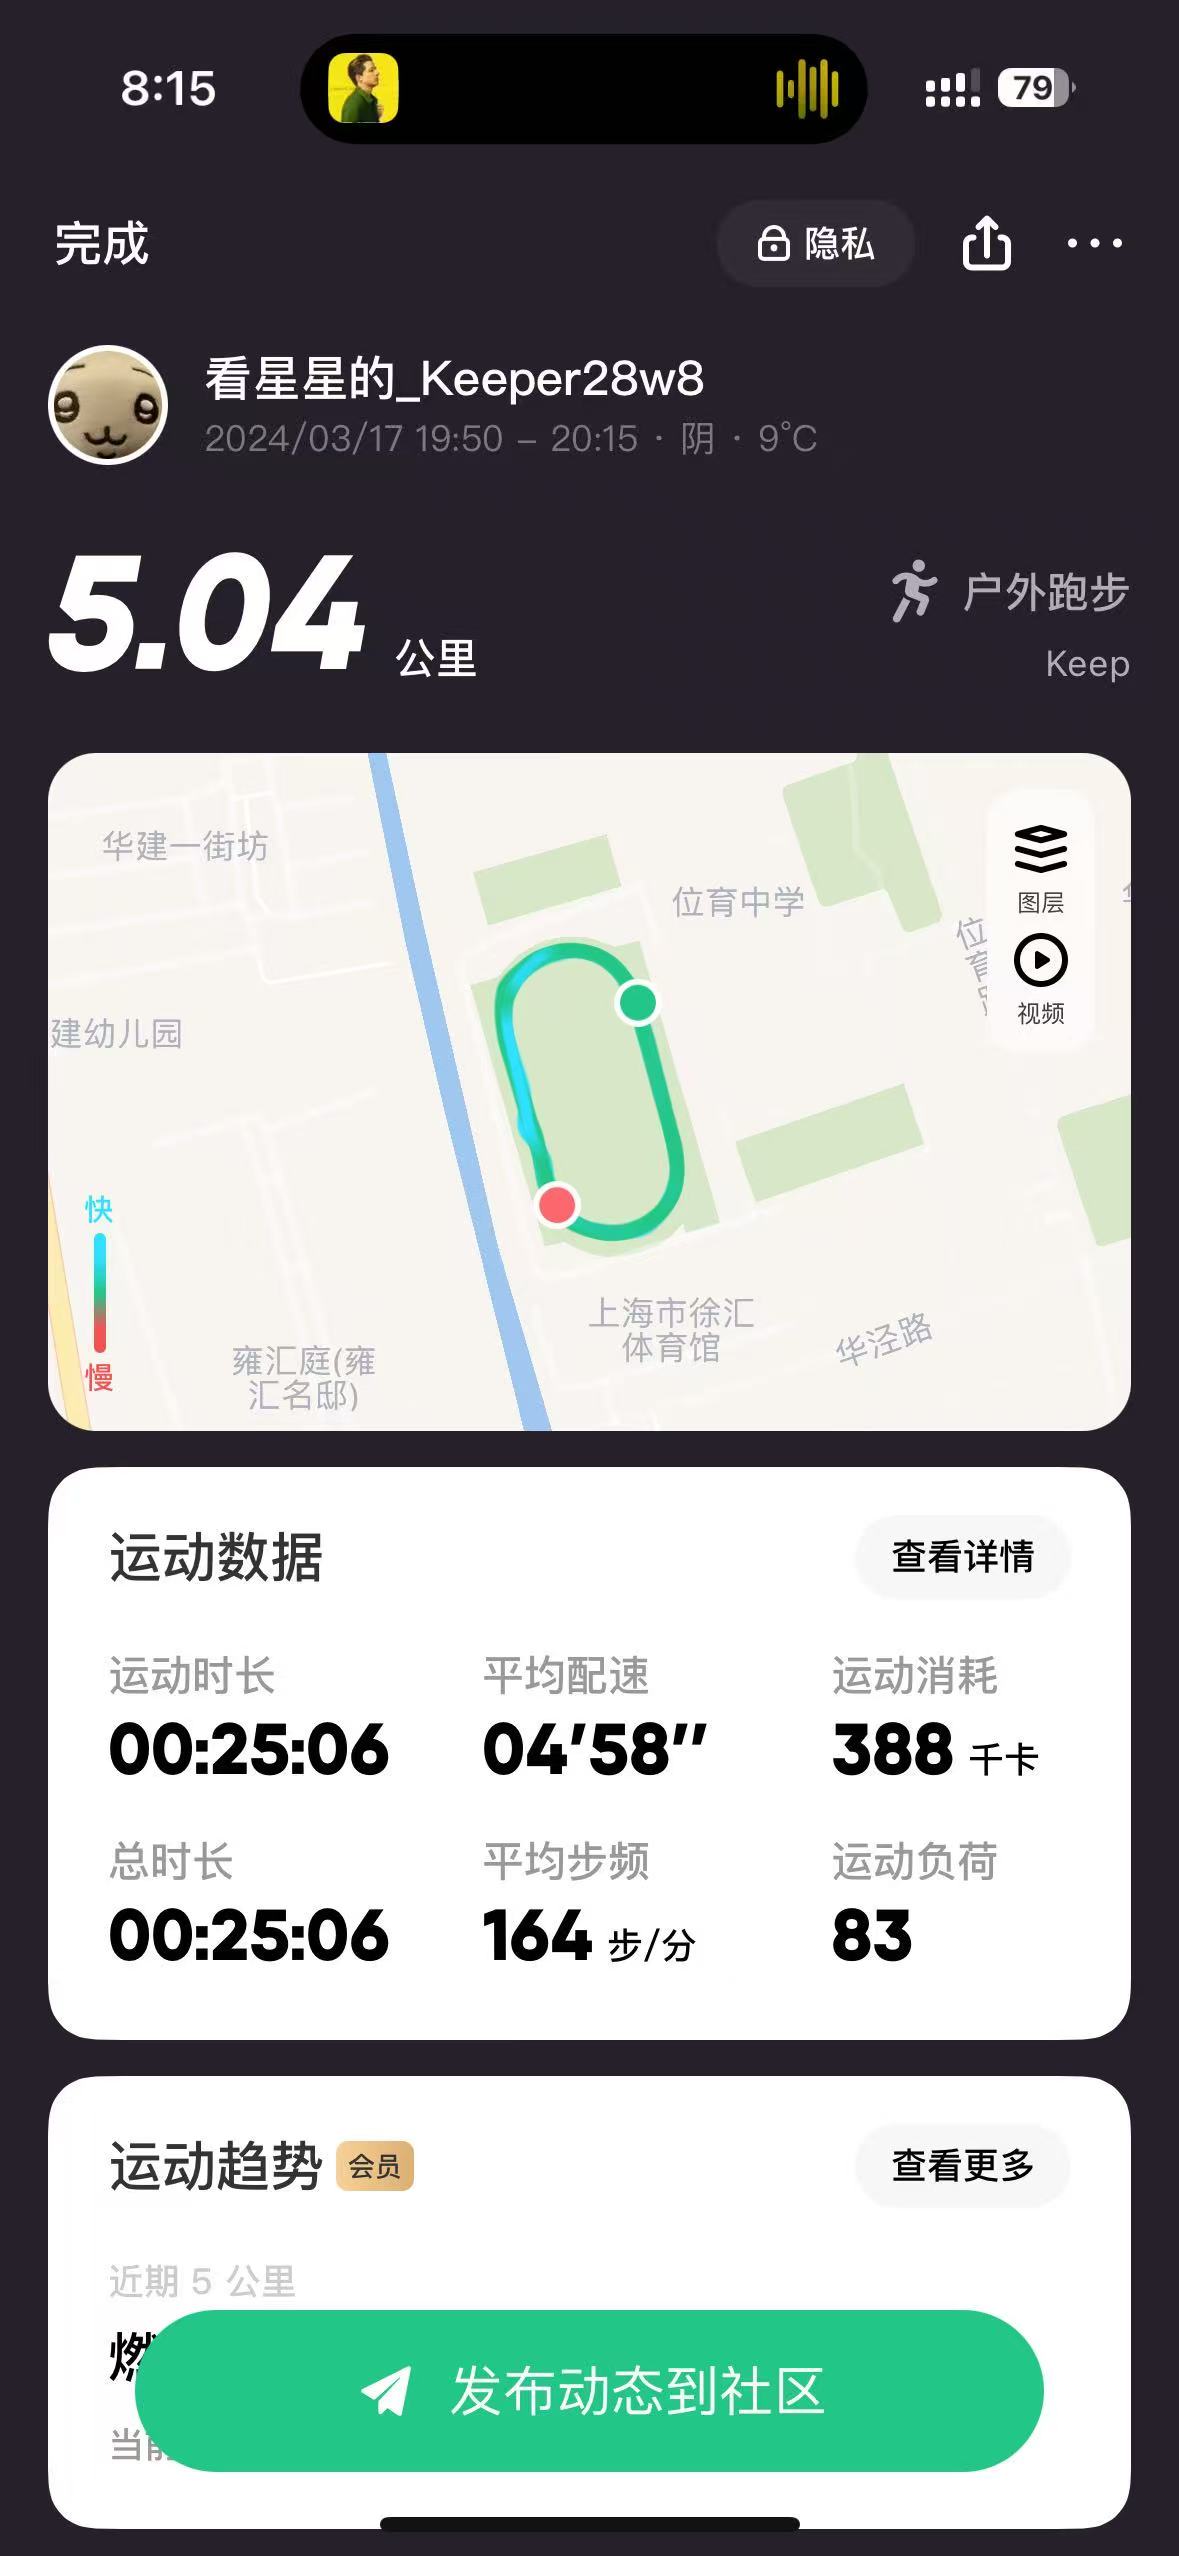 8:15
79
完成
隐私
看星星的_Keeper28w8
2024/03/17 19:50 – 20:15 · 阴 · 9°C
5.04 公里
户外跑步
Keep
华建一街坊
位育中学
图层
建幼儿园
视频
快
慢
上海市徐汇
体育馆
华泾路
雍汇庭(雍
汇名邸)
运动数据
查看详情
运动时长
平均配速
运动消耗
00:25:06
04'58''
388 千卡
总时长
平均步频
运动负荷
00:25:06
164 步/分
83
运动趋势
会员
查看更多
近期 5 公里
燃
当前
发布动态到社区